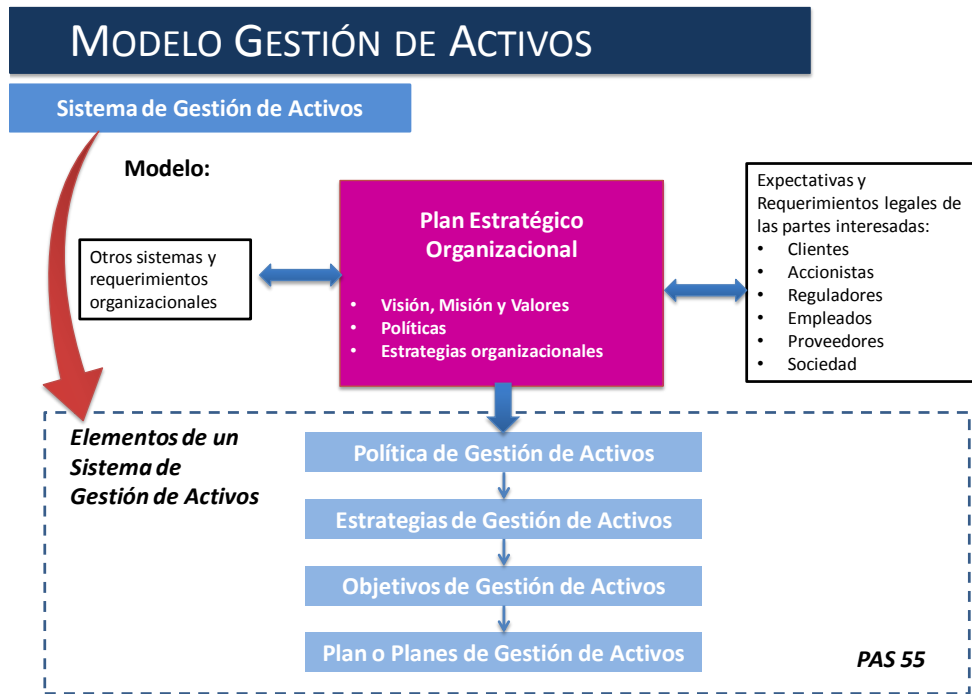 MODELO GESTIÓN DE ACTIVOS
Sistema de Gestión de Activos
Modelo:
Otros sistemas y
requerimientos
organizacionales
Plan Estratégico
Organizacional
• Visión, Misión y Valores
• Políticas
• Estrategias organizacionales
Expectativas y
Requerimientos legales de
las partes interesadas:
• Clientes
• Accionistas
• Reguladores
• Empleados
• Proveedores
• Sociedad
Elementos de un
Sistema de
Gestión de Activos
Política de Gestión de Activos
Estrategias de Gestión de Activos
Objetivos de Gestión de Activos
Plan o Planes de Gestión de Activos
PAS 55